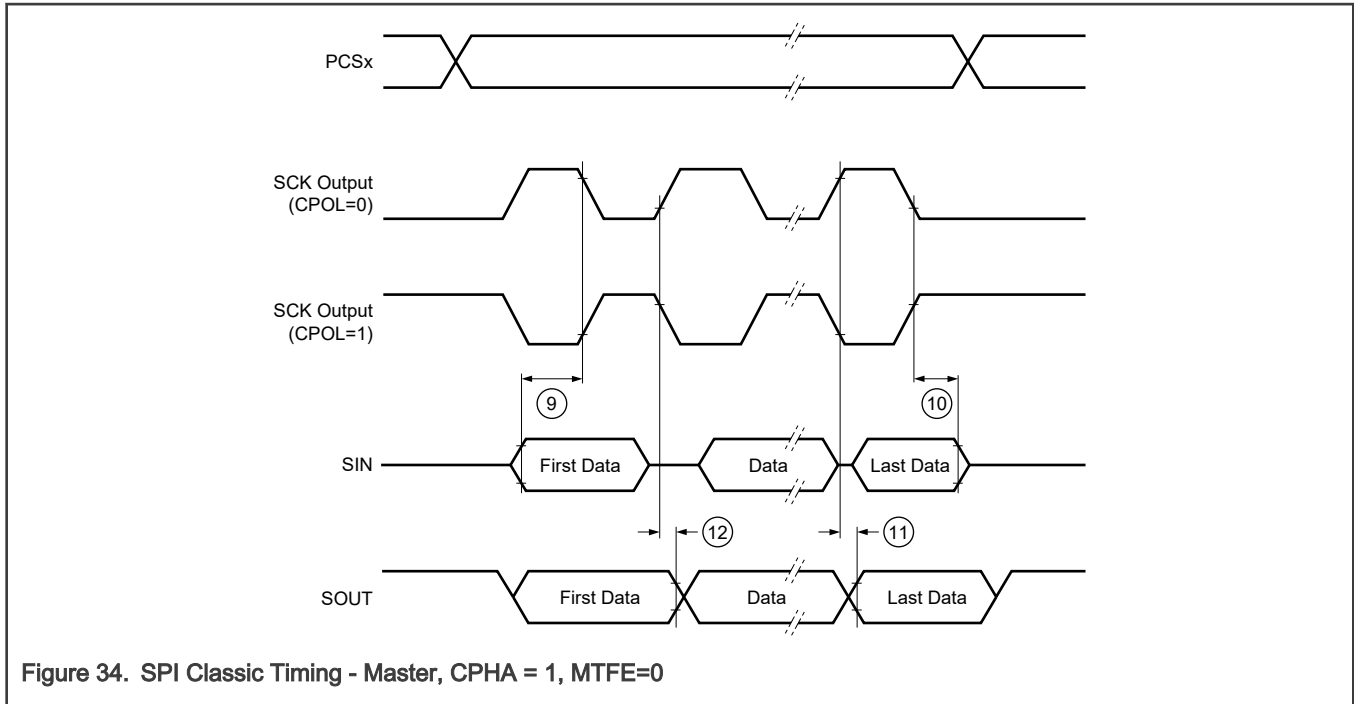 PCSx
SCK Output
(CPOL=0)
SCK Output
(CPOL=1)
9
10
SIN
First Data
Data
Last Data
12
11
SOUT
First Data
Data
Last Data
Figure 34. SPI Classic Timing - Master, CPHA = 1, MTFE=0